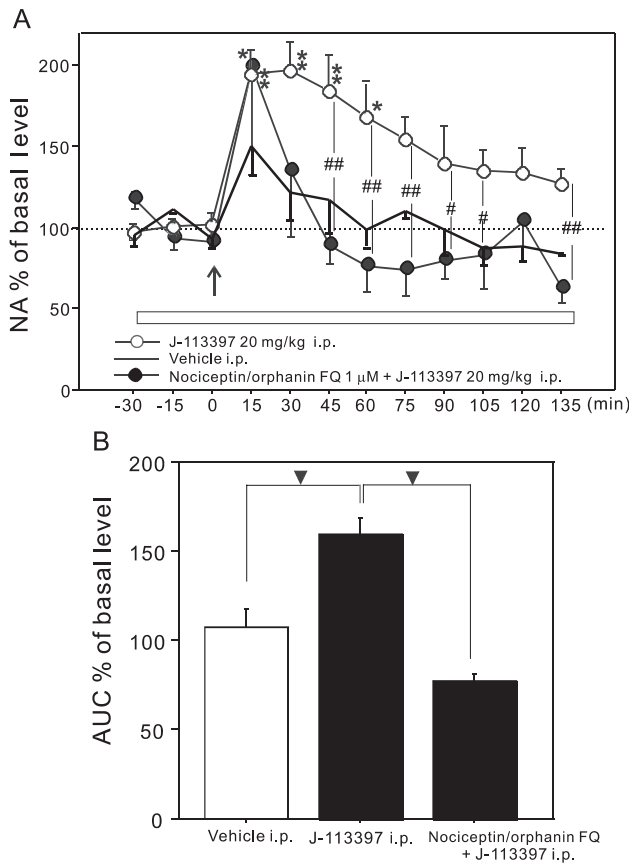 A
NA % of basal level
200
150
100
50
0
*
**
**
**
*
##
##
##
#
#
##
J-113397 20 mg/kg i.p.
Vehicle i.p.
Nociceptin/orphanin FQ 1 μM + J-113397 20 mg/kg i.p.
-30 -15 0 15 30 45 60 75 90 105 120 135 (min)
B
AUC % of basal level
200
150
100
50
0
Vehicle i.p. J-113397 i.p. Nociceptin/orphanin FQ
+ J-113397 i.p.